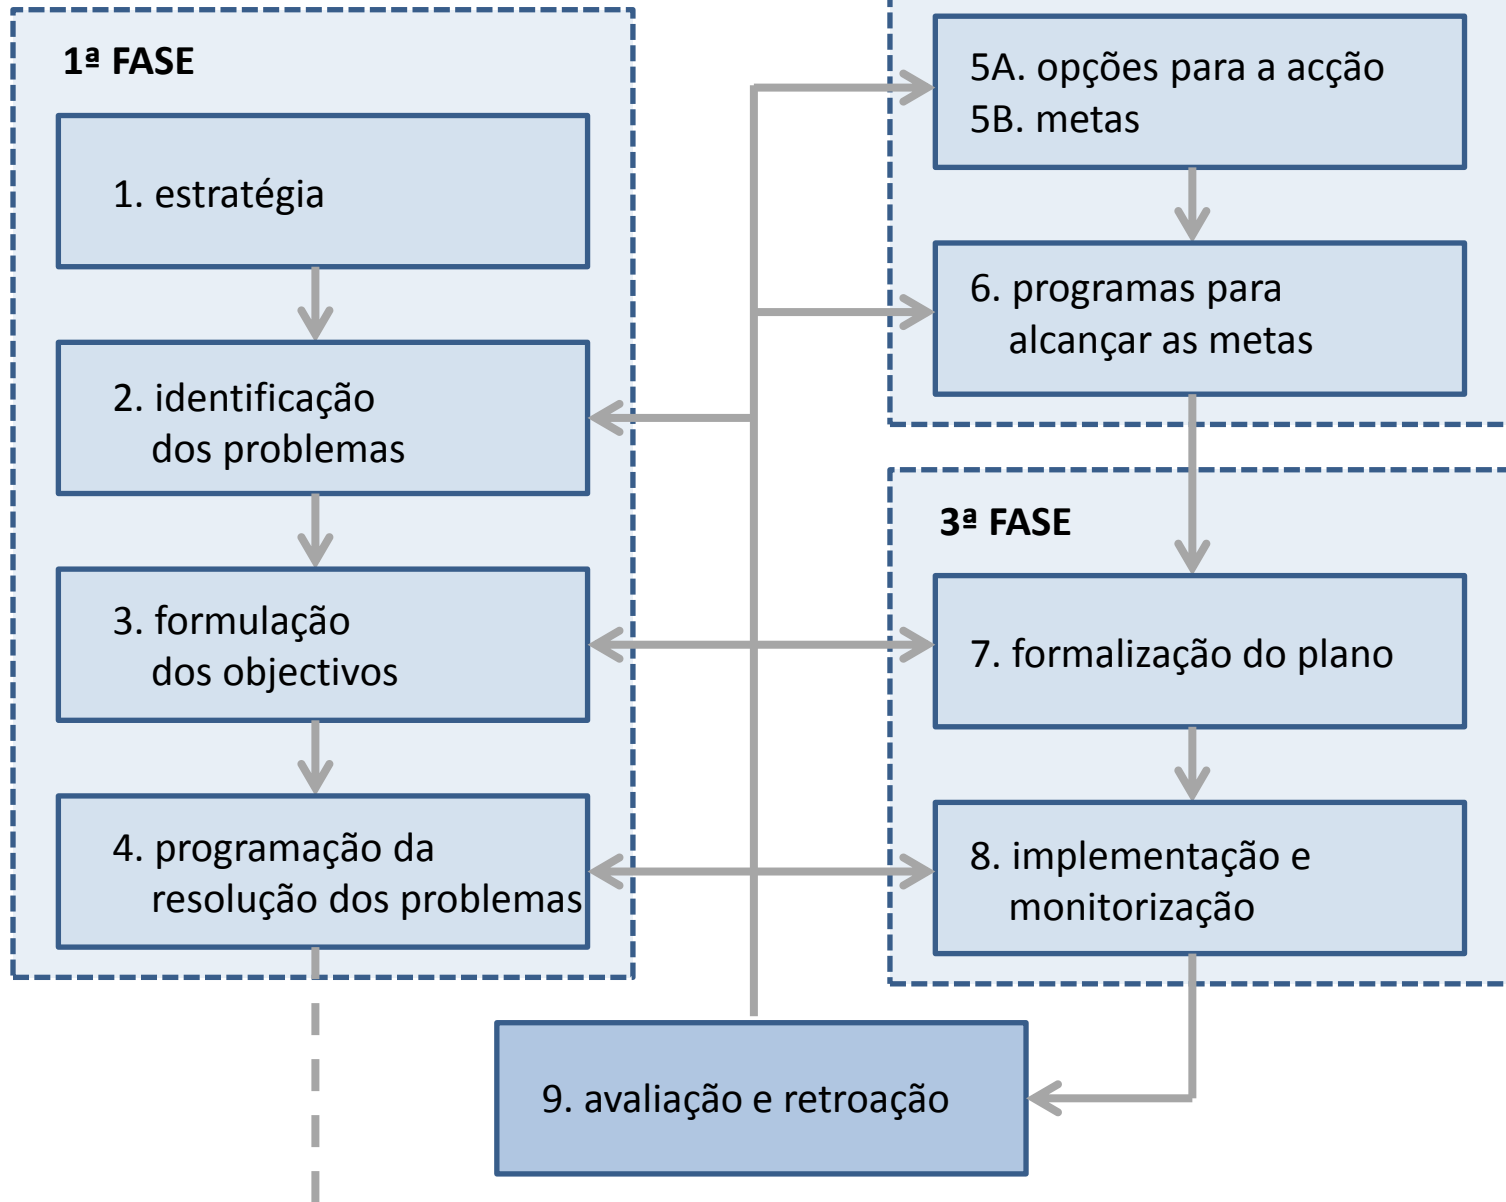 1ª FASE
1. estratégia
2. identificação
dos problemas
3. formulação
dos objectivos
4. programação da
resolução dos problemas
5A. opções para a acção
5B. metas
6. programas para
alcançar as metas
3ª FASE
7. formalização do plano
8. implementação e
monitorização
9. avaliação e retroação